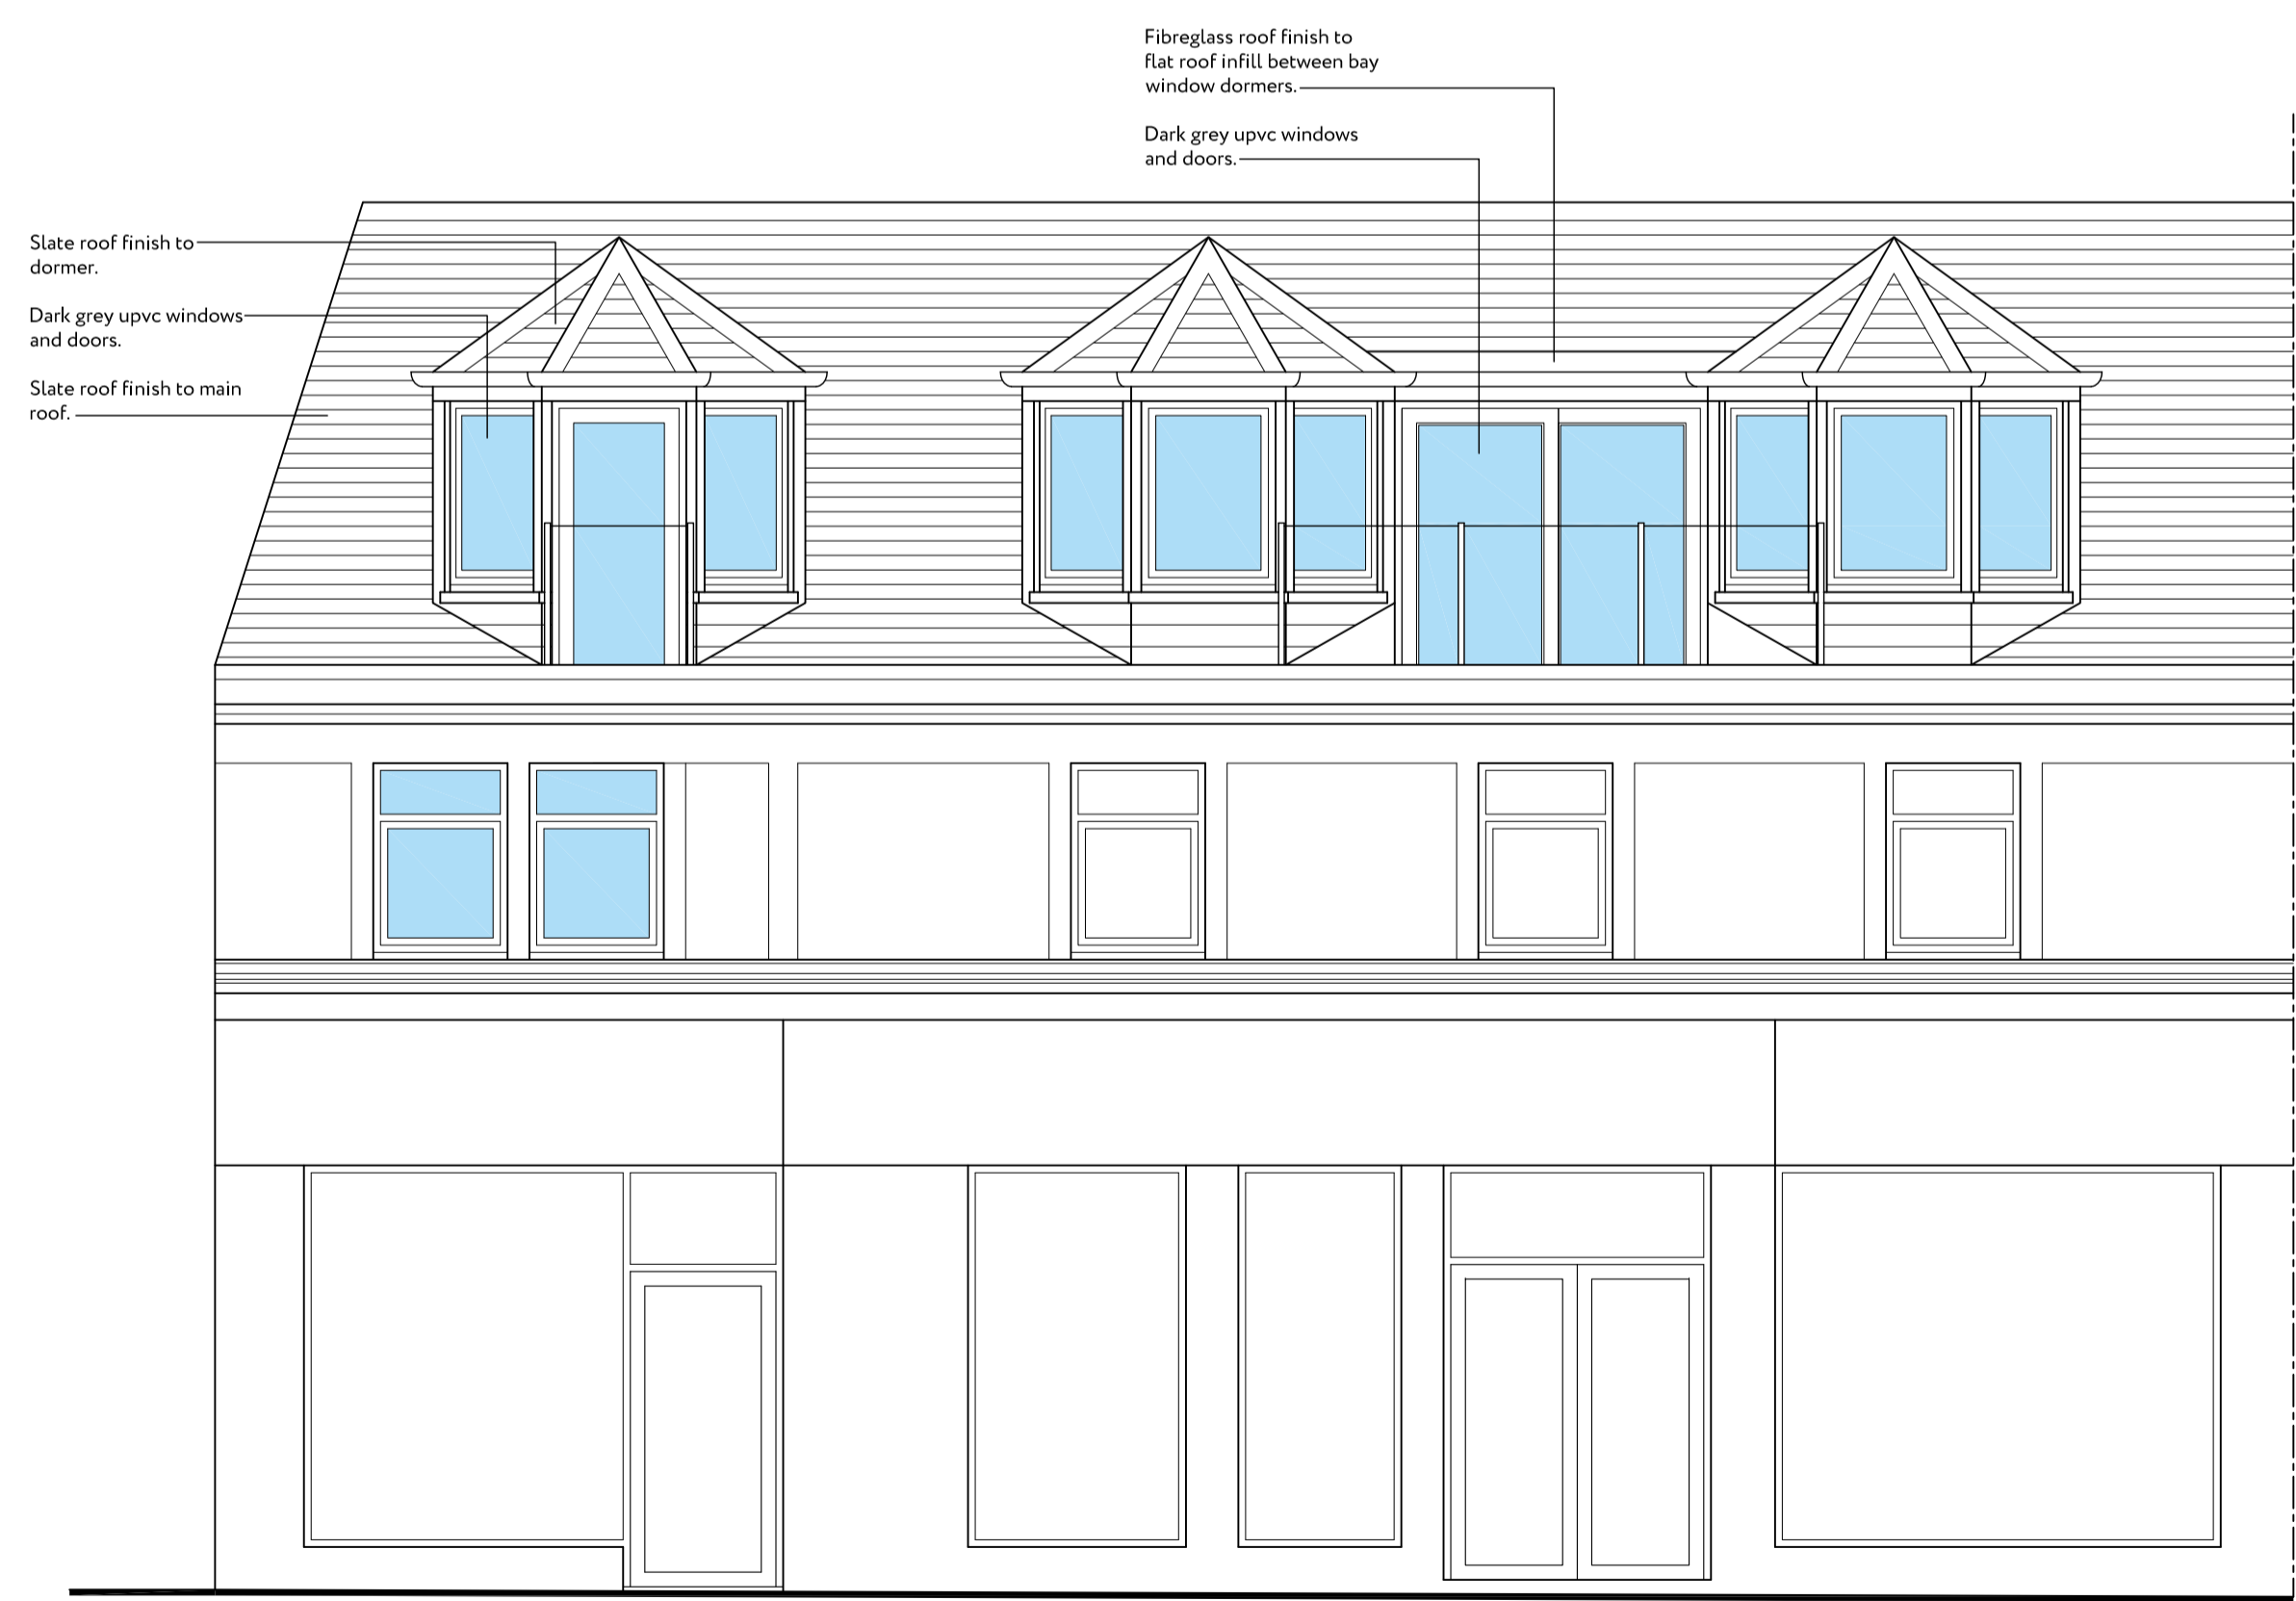 Fibreglass roof finish to
flat roof infill between bay
window dormers.
Dark grey upvc windows
and doors.
Slate roof finish to
dormer.
Dark grey upvc windows
and doors.
Slate roof finish to main
roof.